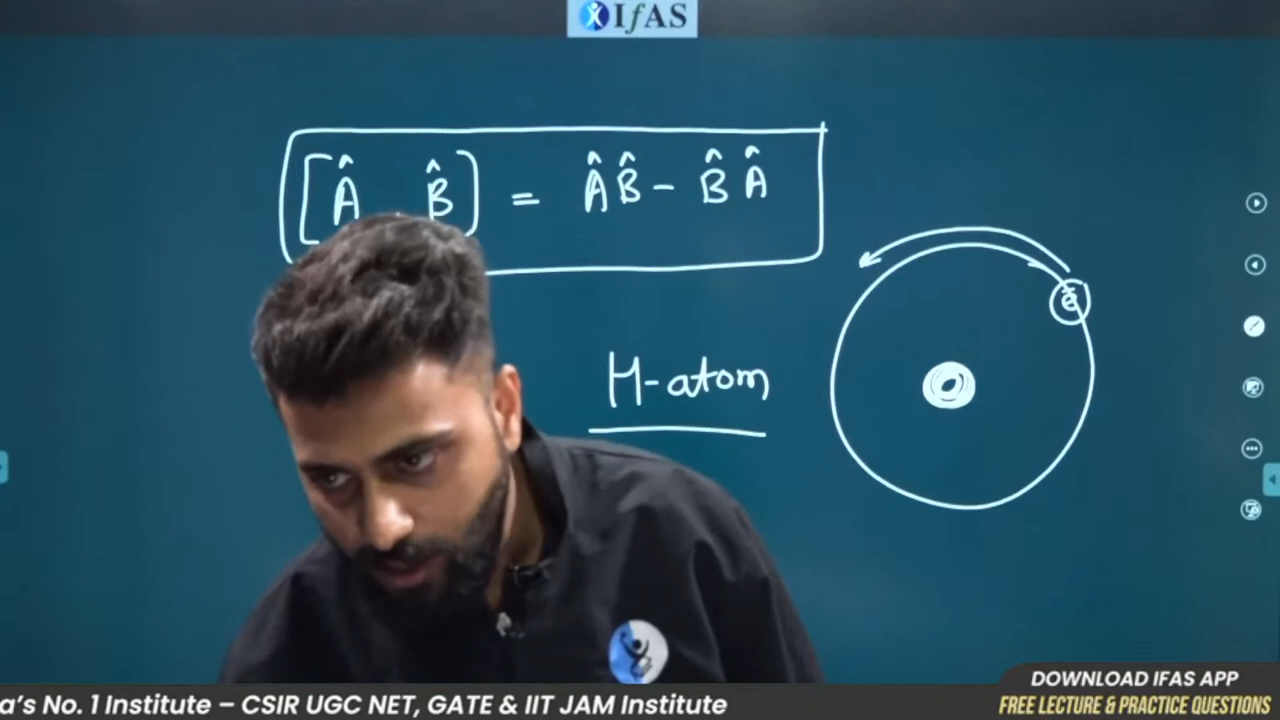 IfAS
[Â B̂] = ÂB̂ - B̂Â
H-atom
e
DOWNLOAD IFAS APP
a's No. 1 Institute – CSIR UGC NET, GATE & IIT JAM Institute
FREE LECTURE & PRACTICE QUESTIONS